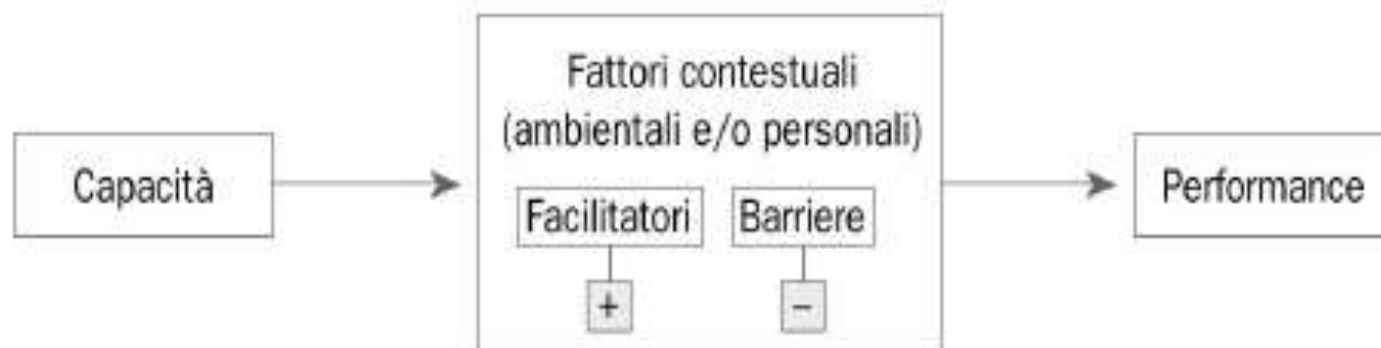 Capacità
Fattori contestuali
(ambientali e/o personali)
Facilitatori
Barriere
+
–
Performance